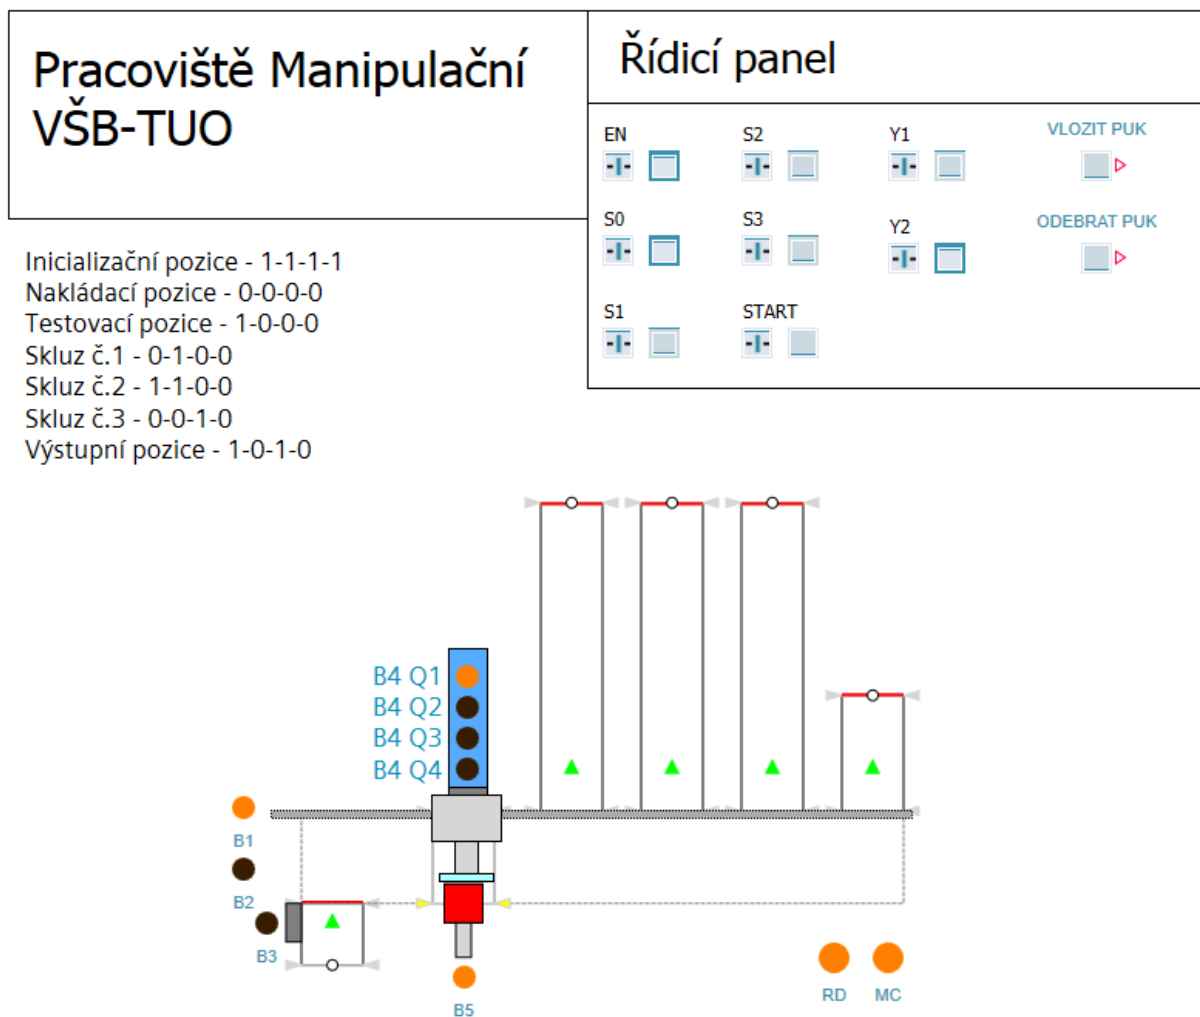 Pracoviště Manipulační
VŠB-TUO
Řídicí panel
EN
S2
Y1
VLOZIT PUK
S0
S3
Y2
ODEBRAT PUK
S1
START
Inicializační pozice - 1-1-1-1
Nakládací pozice - 0-0-0-0
Testovací pozice - 1-0-0-0
Skluz č.1 - 0-1-0-0
Skluz č.2 - 1-1-0-0
Skluz č.3 - 0-0-1-0
Výstupní pozice - 1-0-1-0
B4 Q1
B4 Q2
B4 Q3
B4 Q4
B1
B2
B3
B5
RD
MC